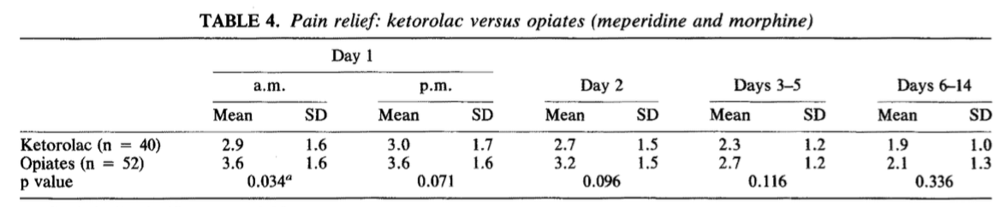 TABLE 4. Pain relief: ketorolac versus opiates (meperidine and morphine)
Day 1
a.m. p.m. Day 2 Days 3–5 Days 6–14
Mean SD Mean SD Mean SD Mean SD Mean SD
Ketorolac (n = 40) 2.9 1.6 3.0 1.7 2.7 1.5 2.3 1.2 1.9 1.0
Opiates (n = 52) 3.6 1.6 3.6 1.6 3.2 1.5 2.7 1.2 2.1 1.3
p value 0.034a 0.071 0.096 0.116 0.336